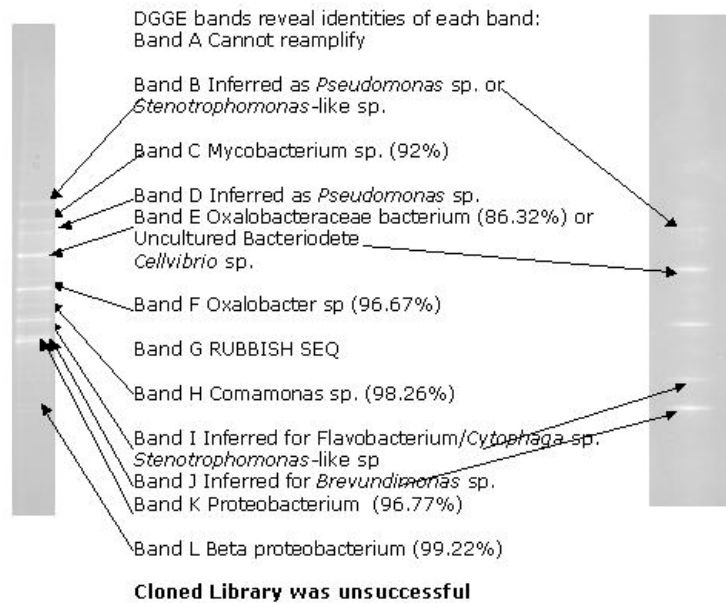 DGGE bands reveal identities of each band:
Band A Cannot reamplify
Band B Inferred as Pseudomonas sp. or
Stenotrophomonas-like sp.
Band C Mycobacterium sp. (92%)
Band D Inferred as Pseudomonas sp.
Band E Oxalobacteraceae bacterium (86.32%) or
Uncultured Bacteriodete
Cellvibrio sp.
Band F Oxalobacter sp (96.67%)
Band G RUBBISH SEQ
Band H Comamonas sp. (98.26%)
Band I Inferred for Flavobacterium/Cytophaga sp.
Stenotrophomonas-like sp
Band J Inferred for Brevundimonas sp.
Band K Proteobacterium (96.77%)
Band L Beta proteobacterium (99.22%)
Cloned Library was unsuccessful